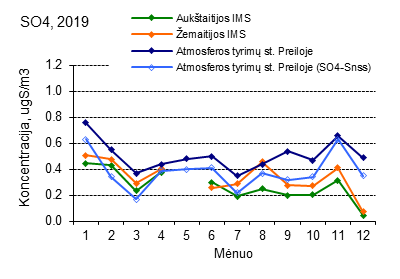 SO4, 2019
Aukštaitijos IMS
Žemaitijos IMS
Atmosferos tyrimų st. Preiloje
Atmosferos tyrimų st. Preiloje (SO4-Snss)
Koncentracija, ugS/m3
1.2
1.0
0.8
0.6
0.4
0.2
0.0
1 2 3 4 5 6 7 8 9 10 11 12
Mėnuo